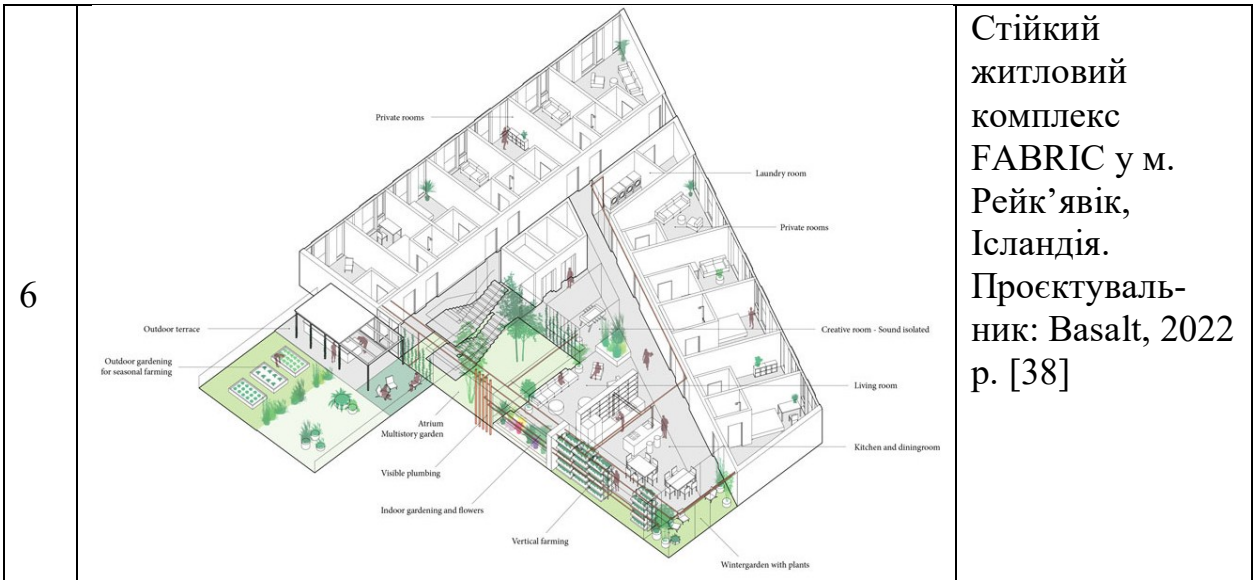 6
Private rooms
Laundry room
Private rooms
Outdoor terrace
Outdoor gardening
for seasonal farming
Creative room - Sound isolated
Living room
Atrium
Multistory garden
Kitchen and diningroom
Visible plumbing
Indoor gardening and flowers
Vertical farming
Wintergarden with plants
Стійкий
житловий
комплекс
FABRIC у м.
Рейк’явік,
Ісландія.
Проєктуваль-
ник: Basalt, 2022
р. [38]